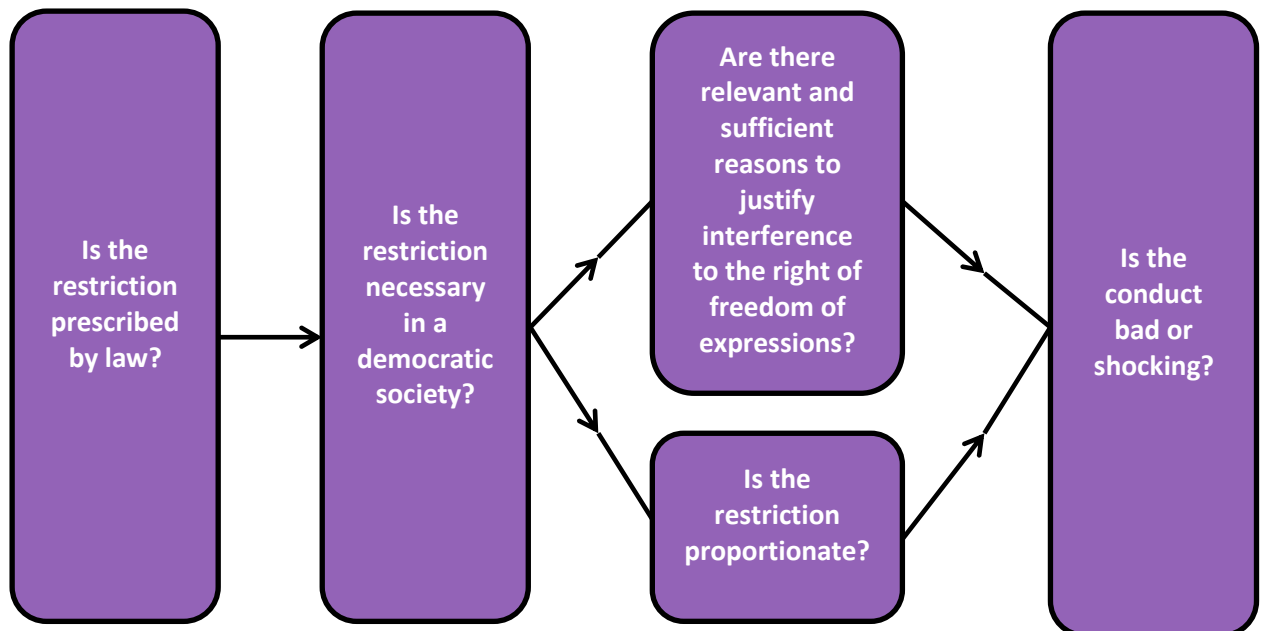 Is the
restriction
prescribed
by law?
Is the
restriction
necessary
in a
democratic
society?
Are there
relevant and
sufficient
reasons to
justify
interference
to the right of
freedom of
expressions?
Is the
restriction
proportionate?
Is the
conduct
bad or
shocking?